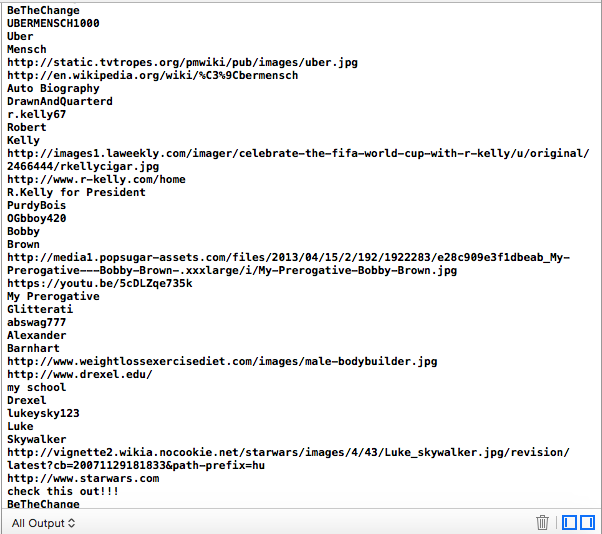 BeTheChange
UBERMENSCH1000
Uber
Mensch
http://static.tvtropes.org/pmwiki/pub/images/uber.jpg
http://en.wikipedia.org/wiki/%C3%9Cbermensch
Auto Biography
DrawnAndQuarterd
r.kelly67
Robert
Kelly
http://images1.laweekly.com/imager/celebrate-the-fifa-world-cup-with-r-kelly/u/original/
2466444/rkellycigar.jpg
http://www.r-kelly.com/home
R.Kelly for President
PurdyBois
OGbboy420
Bobby
Brown
http://media1.popsugar-assets.com/files/2013/04/15/2/192/1922283/e28c909e3f1dbeab_My-
Prerogative---Bobby-Brown-.xxxlarge/i/My-Prerogative-Bobby-Brown.jpg
https://youtu.be/5cDLZqe735k
My Prerogative
Glitterati
abswag777
Alexander
Barnhart
http://www.weightlossexercisediet.com/images/male-bodybuilder.jpg
http://www.drexel.edu/
my school
Drexel
lukeysky123
Luke
Skywalker
http://vignette2.wikia.nocookie.net/starwars/images/4/43/Luke_skywalker.jpg/revision/
latest?cb=20071129181833&path-prefix=hu
http://www.starwars.com
check this out!!!
BeTheChange
All Output